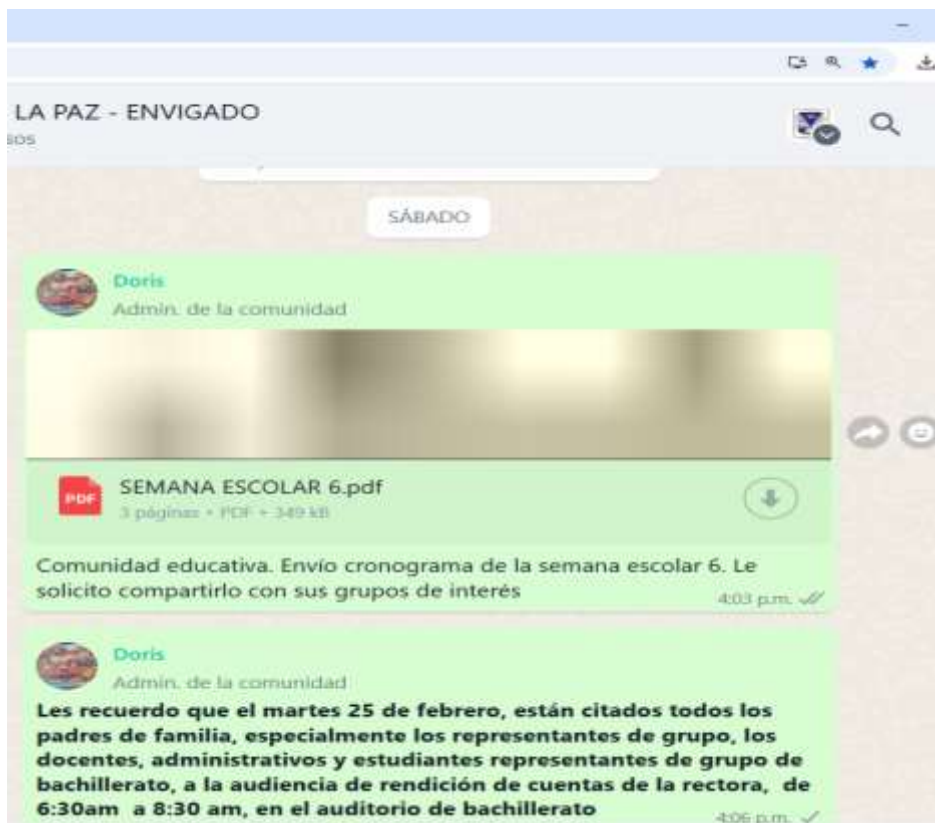 LA PAZ - ENVIGADO
sos
SÁBADO
Doris
Admin. de la comunidad
PDF
SEMANA ESCOLAR 6.pdf
3 páginas • PDF • 349 kB
Comunidad educativa. Envío cronograma de la semana escolar 6. Le
solicito compartirlo con sus grupos de interés
4:03 p.m.
Doris
Admin. de la comunidad
Les recuerdo que el martes 25 de febrero, están citados todos los
padres de familia, especialmente los representantes de grupo, los
docentes, administrativos y estudiantes representantes de grupo de
bachillerato, a la audiencia de rendición de cuentas de la rectora, de
6:30am a 8:30 am, en el auditorio de bachillerato
4:06 p.m.